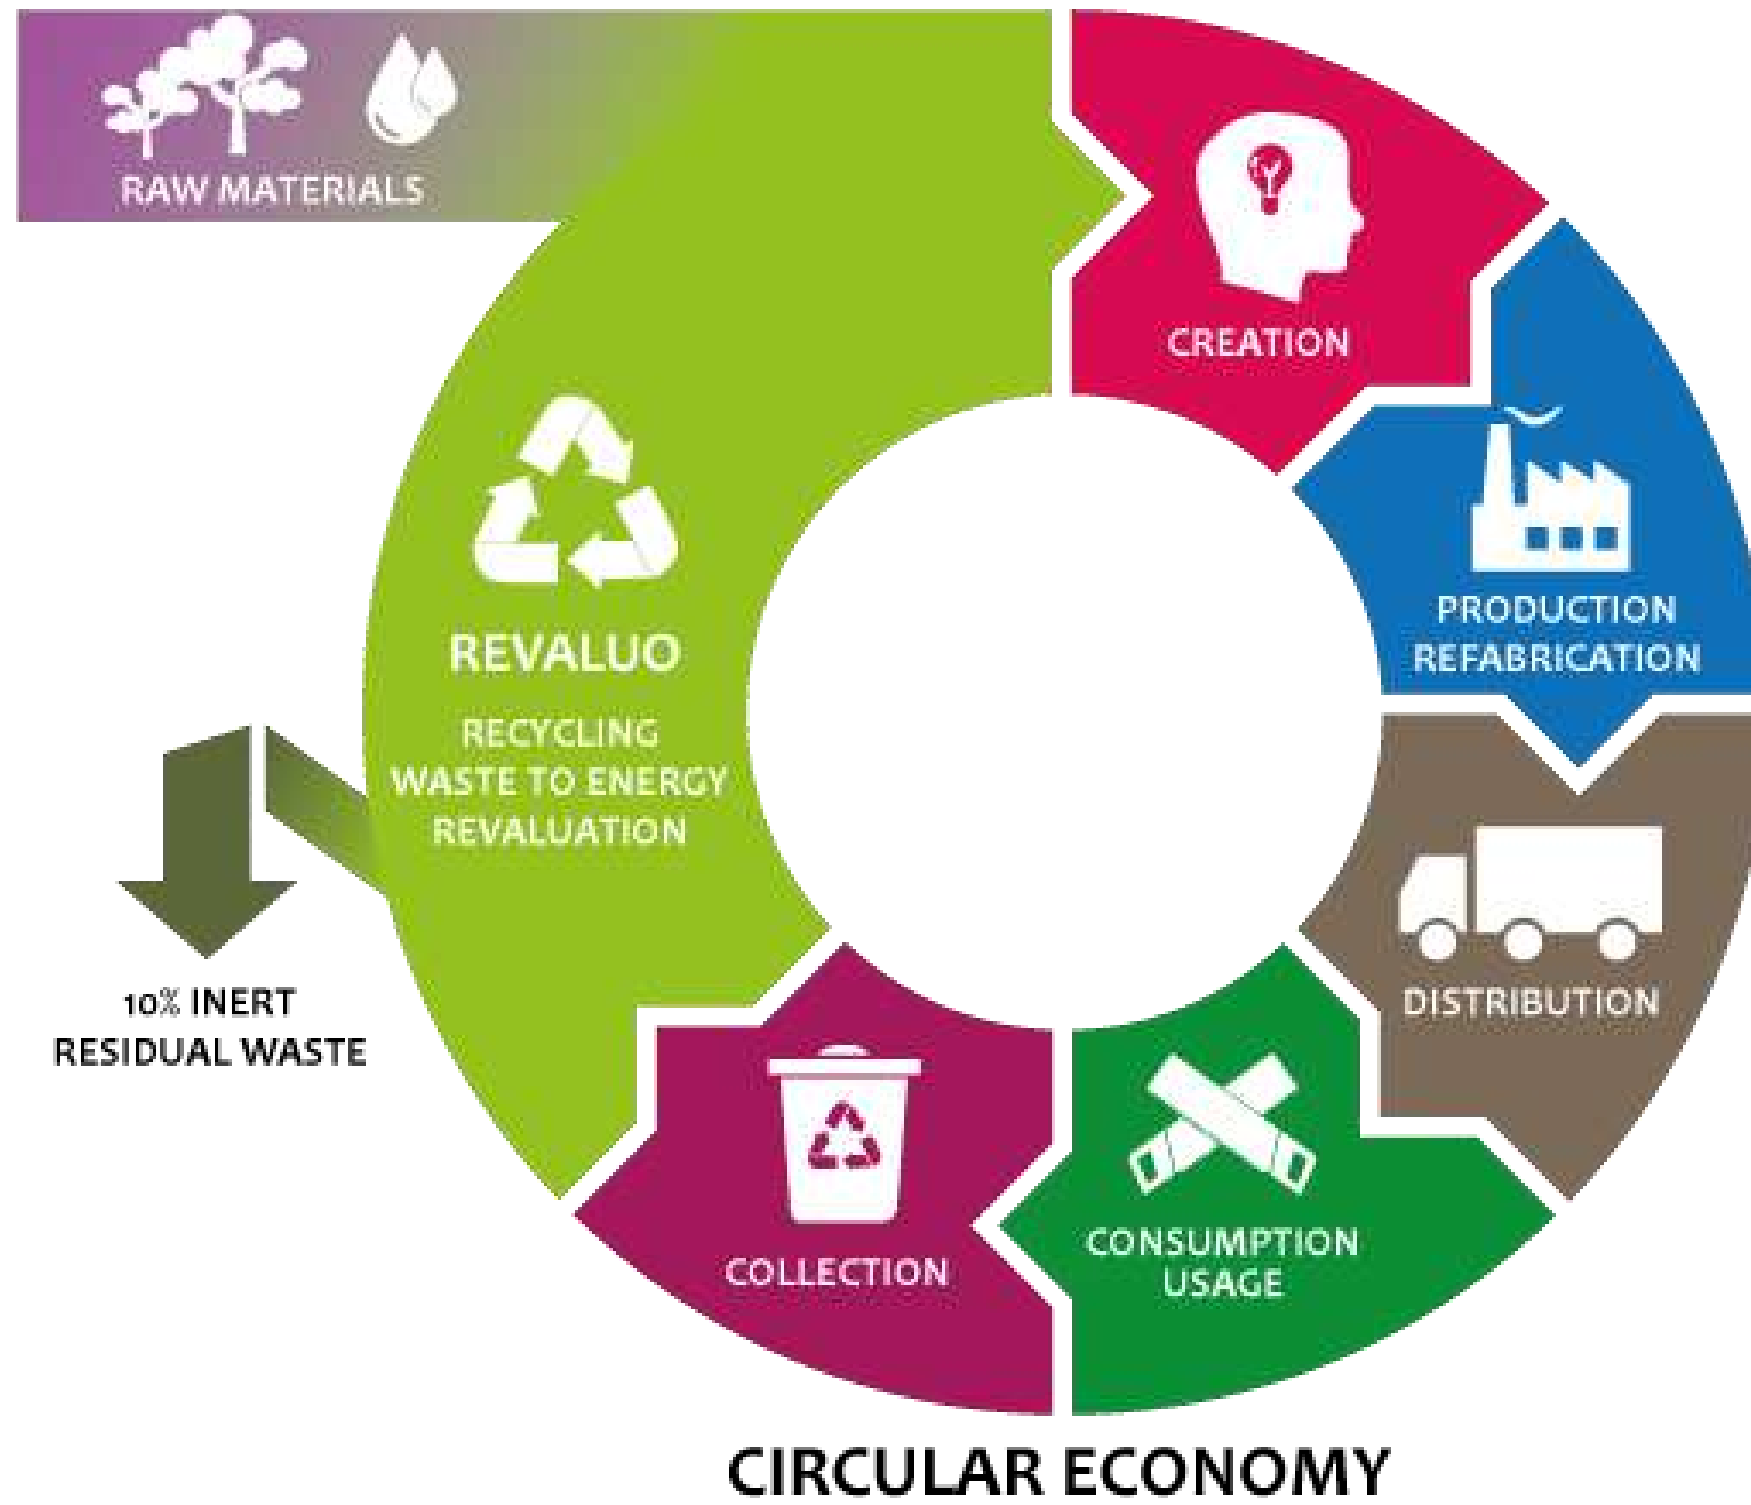 RAW MATERIALS
CREATION
PRODUCTION
REFABRICATION
DISTRIBUTION
CONSUMPTION
USAGE
COLLECTION
REVALUO
RECYCLING
WASTE TO ENERGY
REVALUATION
10% INERT
RESIDUAL WASTE
CIRCULAR ECONOMY